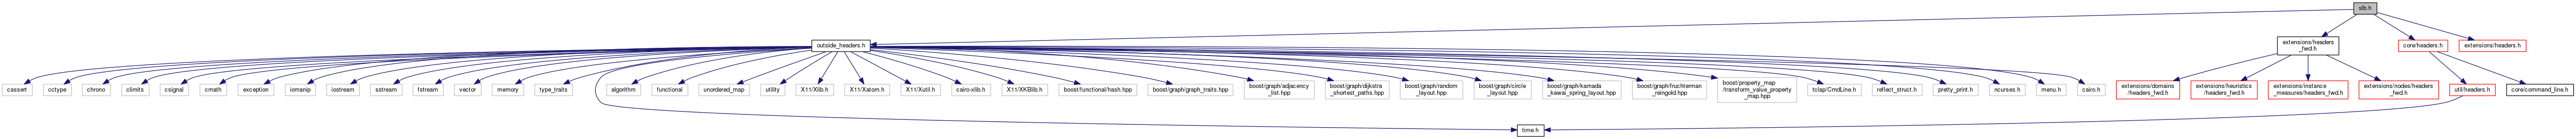 slb.h
outside_headers.h
extensions/headers
_fwd.h
core/headers.h
extensions/headers.h
cassert
cctype
chrono
climits
csignal
cmath
exception
iomanip
iostream
sstream
fstream
vector
memory
type_traits
algorithm
functional
unordered_map
utility
X11/Xlib.h
X11/Xatom.h
X11/Xutil.h
cairo-xlib.h
X11/XKBlib.h
boost/functional/hash.hpp
boost/graph/graph_traits.hpp
boost/graph/adjacency
_list.hpp
boost/graph/dijkstra
_shortest_paths.hpp
boost/graph/random
_layout.hpp
boost/graph/circle
_layout.hpp
boost/graph/kamada
_kawai_spring_layout.hpp
boost/graph/fruchterman
_reingold.hpp
boost/property_map
/transform_value_property
_map.hpp
tclap/CmdLine.h
reflect_struct.h
pretty_print.h
ncurses.h
menu.h
cairo.h
extensions/domains
/headers_fwd.h
extensions/heuristics
/headers_fwd.h
extensions/instance
_measures/headers_fwd.h
extensions/nodes/headers
_fwd.h
util/headers.h
core/command_line.h
time.h